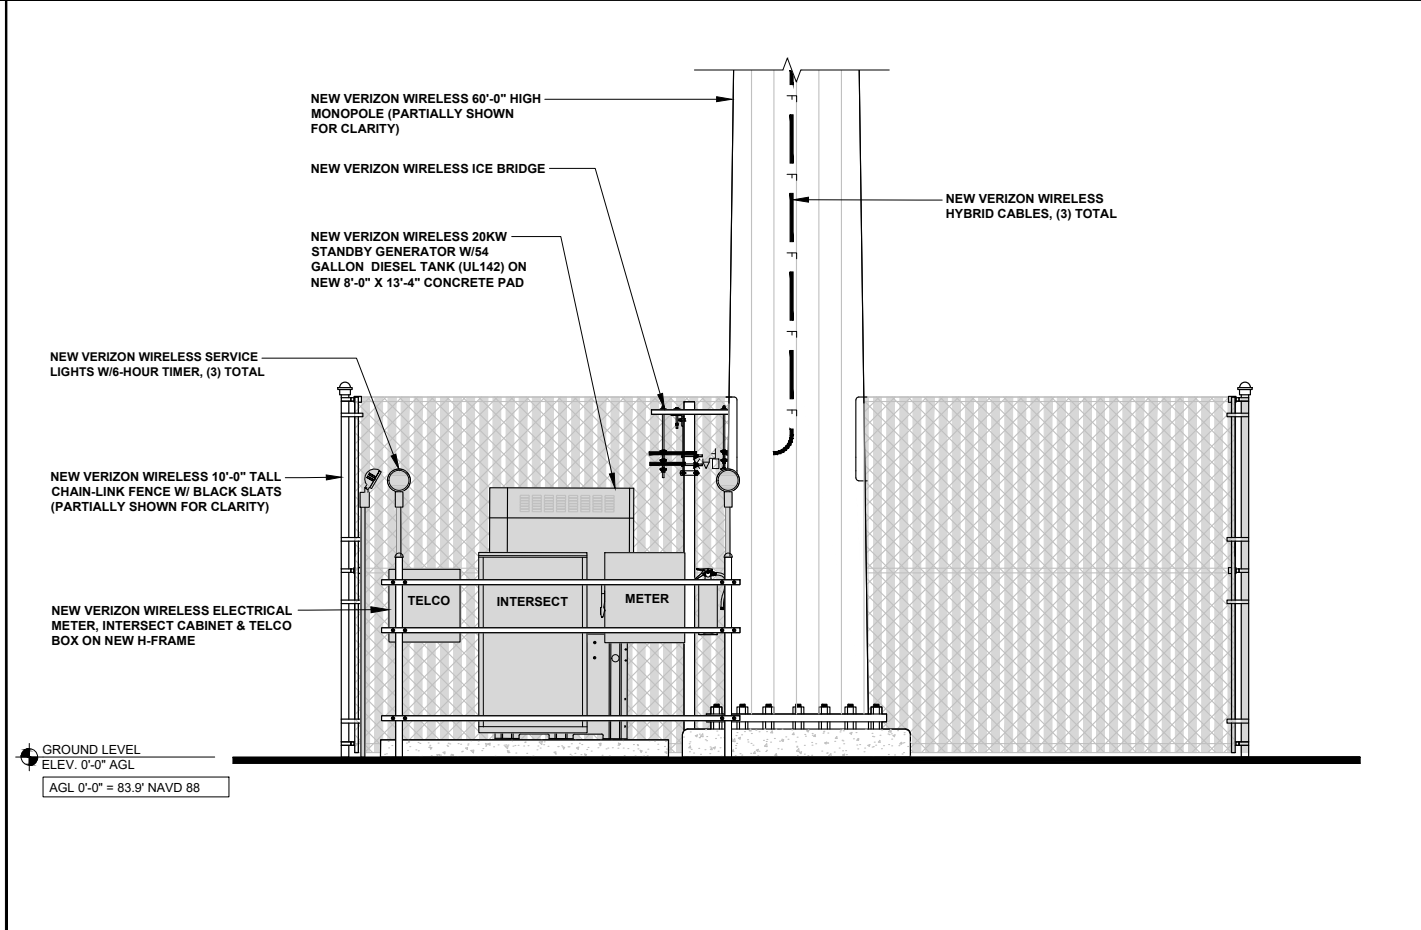 NEW VERIZON WIRELESS 60'-0" HIGH
MONOPOLE (PARTIALLY SHOWN
FOR CLARITY)
NEW VERIZON WIRELESS ICE BRIDGE
NEW VERIZON WIRELESS
HYBRID CABLES, (3) TOTAL
NEW VERIZON WIRELESS 20KW
STANDBY GENERATOR W/54
GALLON DIESEL TANK (UL142) ON
NEW 8'-0" X 13'-4" CONCRETE PAD
NEW VERIZON WIRELESS SERVICE
LIGHTS W/6-HOUR TIMER, (3) TOTAL
NEW VERIZON WIRELESS 10'-0" TALL
CHAIN-LINK FENCE W/ BLACK SLATS
(PARTIALLY SHOWN FOR CLARITY)
NEW VERIZON WIRELESS ELECTRICAL
METER, INTERSECT CABINET & TELCO
BOX ON NEW H-FRAME
TELCO
INTERSECT
METER
GROUND LEVEL
ELEV. 0'-0" AGL
AGL 0'-0" = 83.9' NAVD 88